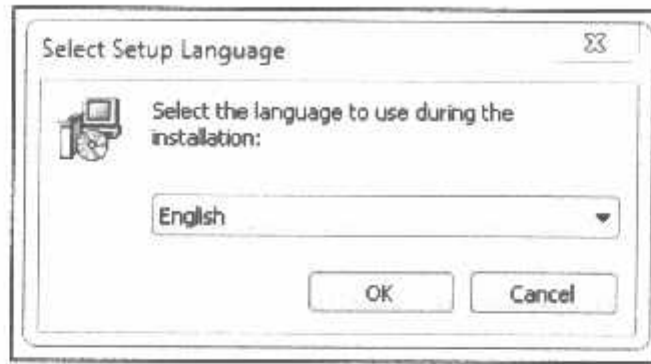 Select Setup Language
Select the language to use during the
installation:
English
OK
Cancel